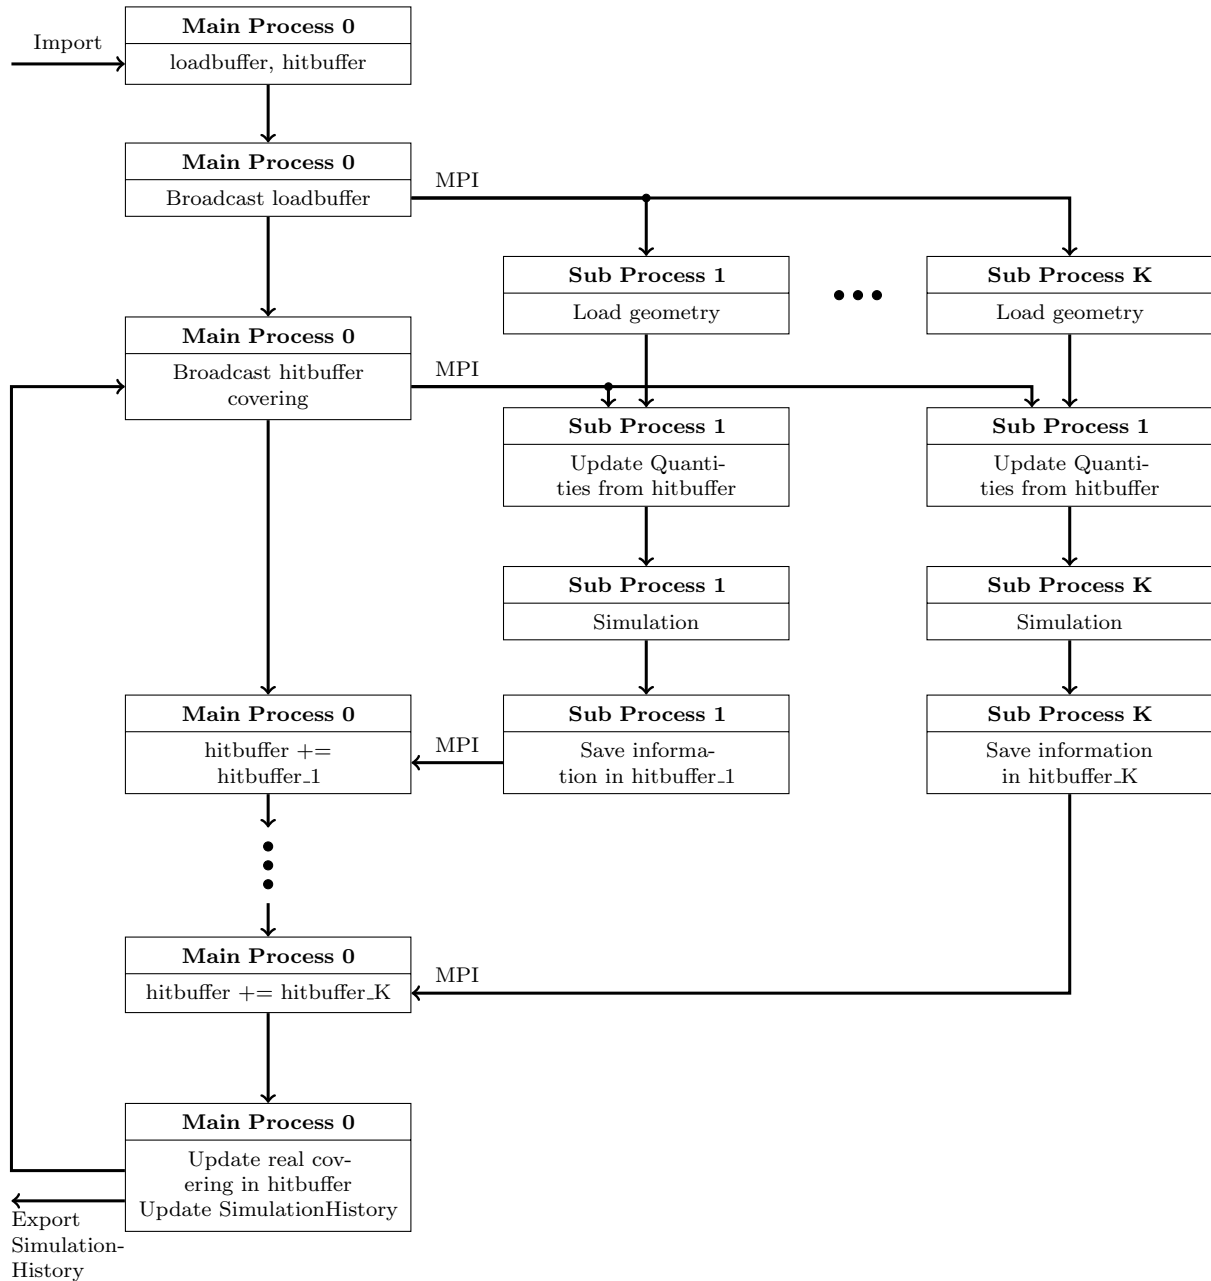 Main Process 0
Import
loadbuffer, hitbuffer
Main Process 0
MPI
Broadcast loadbuffer
Sub Process 1
Sub Process K
Load geometry
Load geometry
Main Process 0
MPI
Broadcast hitbuffer
covering
Sub Process 1
Sub Process 1
Update Quanti-
ties from hitbuffer
Update Quanti-
ties from hitbuffer
Sub Process 1
Sub Process K
Simulation
Simulation
Main Process 0
Sub Process 1
Sub Process K
hitbuffer +=
hitbuffer_1
MPI
Save informa-
tion in hitbuffer_1
Save information
in hitbuffer_K
Main Process 0
MPI
hitbuffer += hitbuffer_K
Main Process 0
Update real cov-
ering in hitbuffer
Update SimulationHistory
Export
Simulation-
History